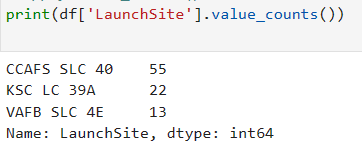 print(df['LaunchSite'].value_counts())
CCAFS SLC 40    55
KSC LC 39A      22
VAFB SLC 4E     13
Name: LaunchSite, dtype: int64